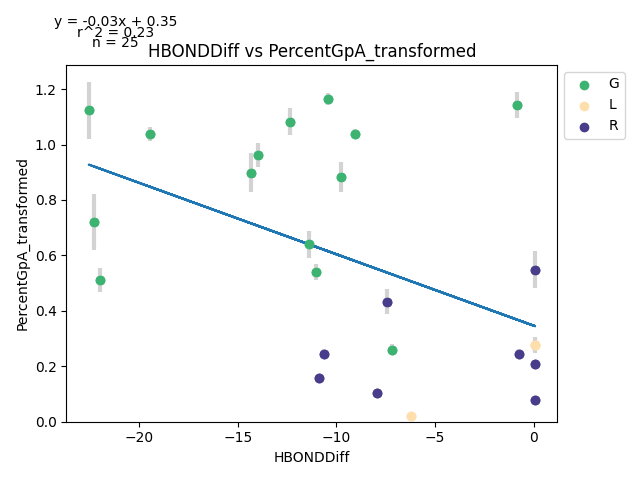 y = -0.03x + 0.35
r^2 = 0.23
n = 25
HBONDDiff vs PercentGpA_transformed
G
L
R
1.2
1.0
0.8
0.6
0.4
0.2
0.0
PercentGpA_transformed
−20
−15
−10
−5
0
HBONDDiff